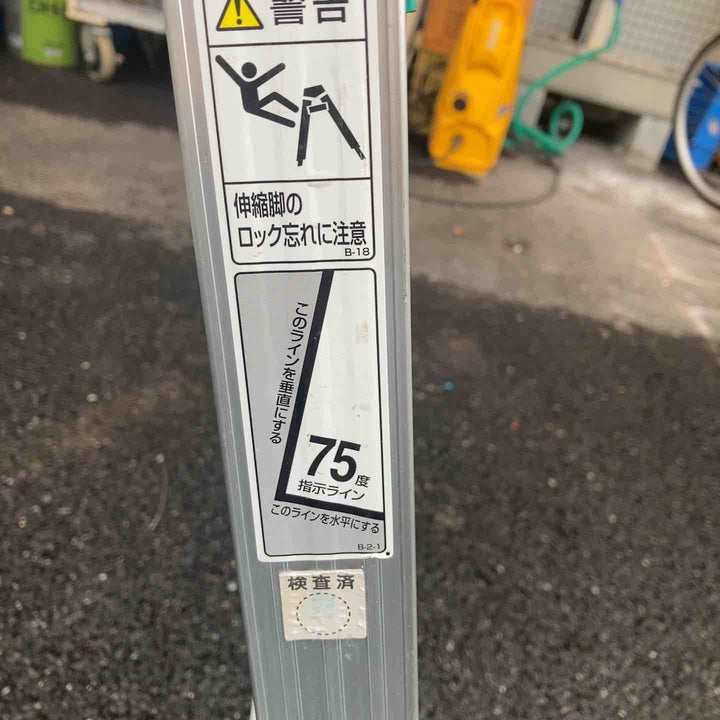 警告
伸縮脚の
ロック忘れに注意
B-18
このラインを垂直にする
75度
指示ライン
このラインを水平にする
B-2-1
検査済